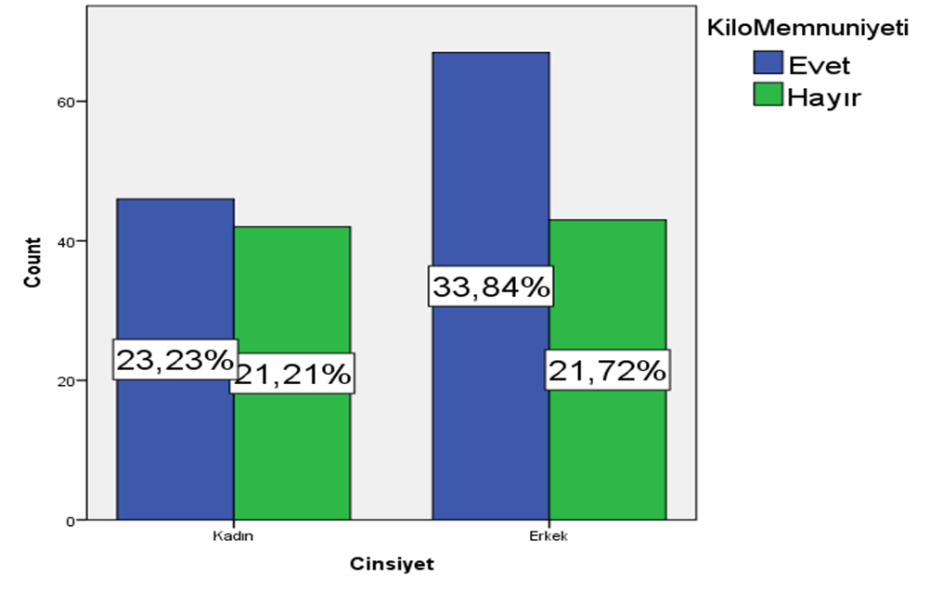 KiloMemnuniyeti
Evet
Hayır
60
40
20
0
Count
33,84%
23,23%
21,21%
21,72%
Kadın
Erkek
Cinsiyet